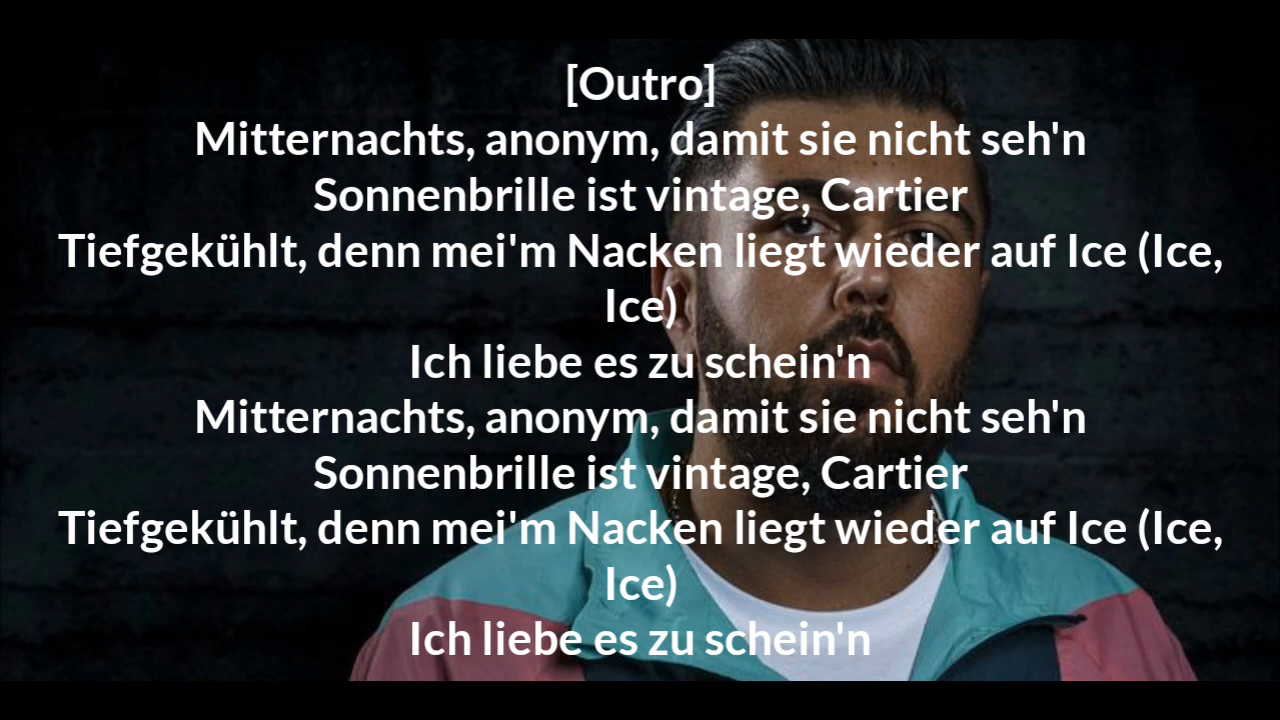 [Outro]
Mitternachts, anonym, damit sie nicht seh'n
Sonnenbrille ist vintage, Cartier
Tiefgekühlt, denn mei'm Nacken liegt wieder auf Ice (Ice,
Ice)
Ich liebe es zu schein'n
Mitternachts, anonym, damit sie nicht seh'n
Sonnenbrille ist vintage, Cartier
Tiefgekühlt, denn mei'm Nacken liegt wieder auf Ice (Ice,
Ice)
Ich liebe es zu schein'n